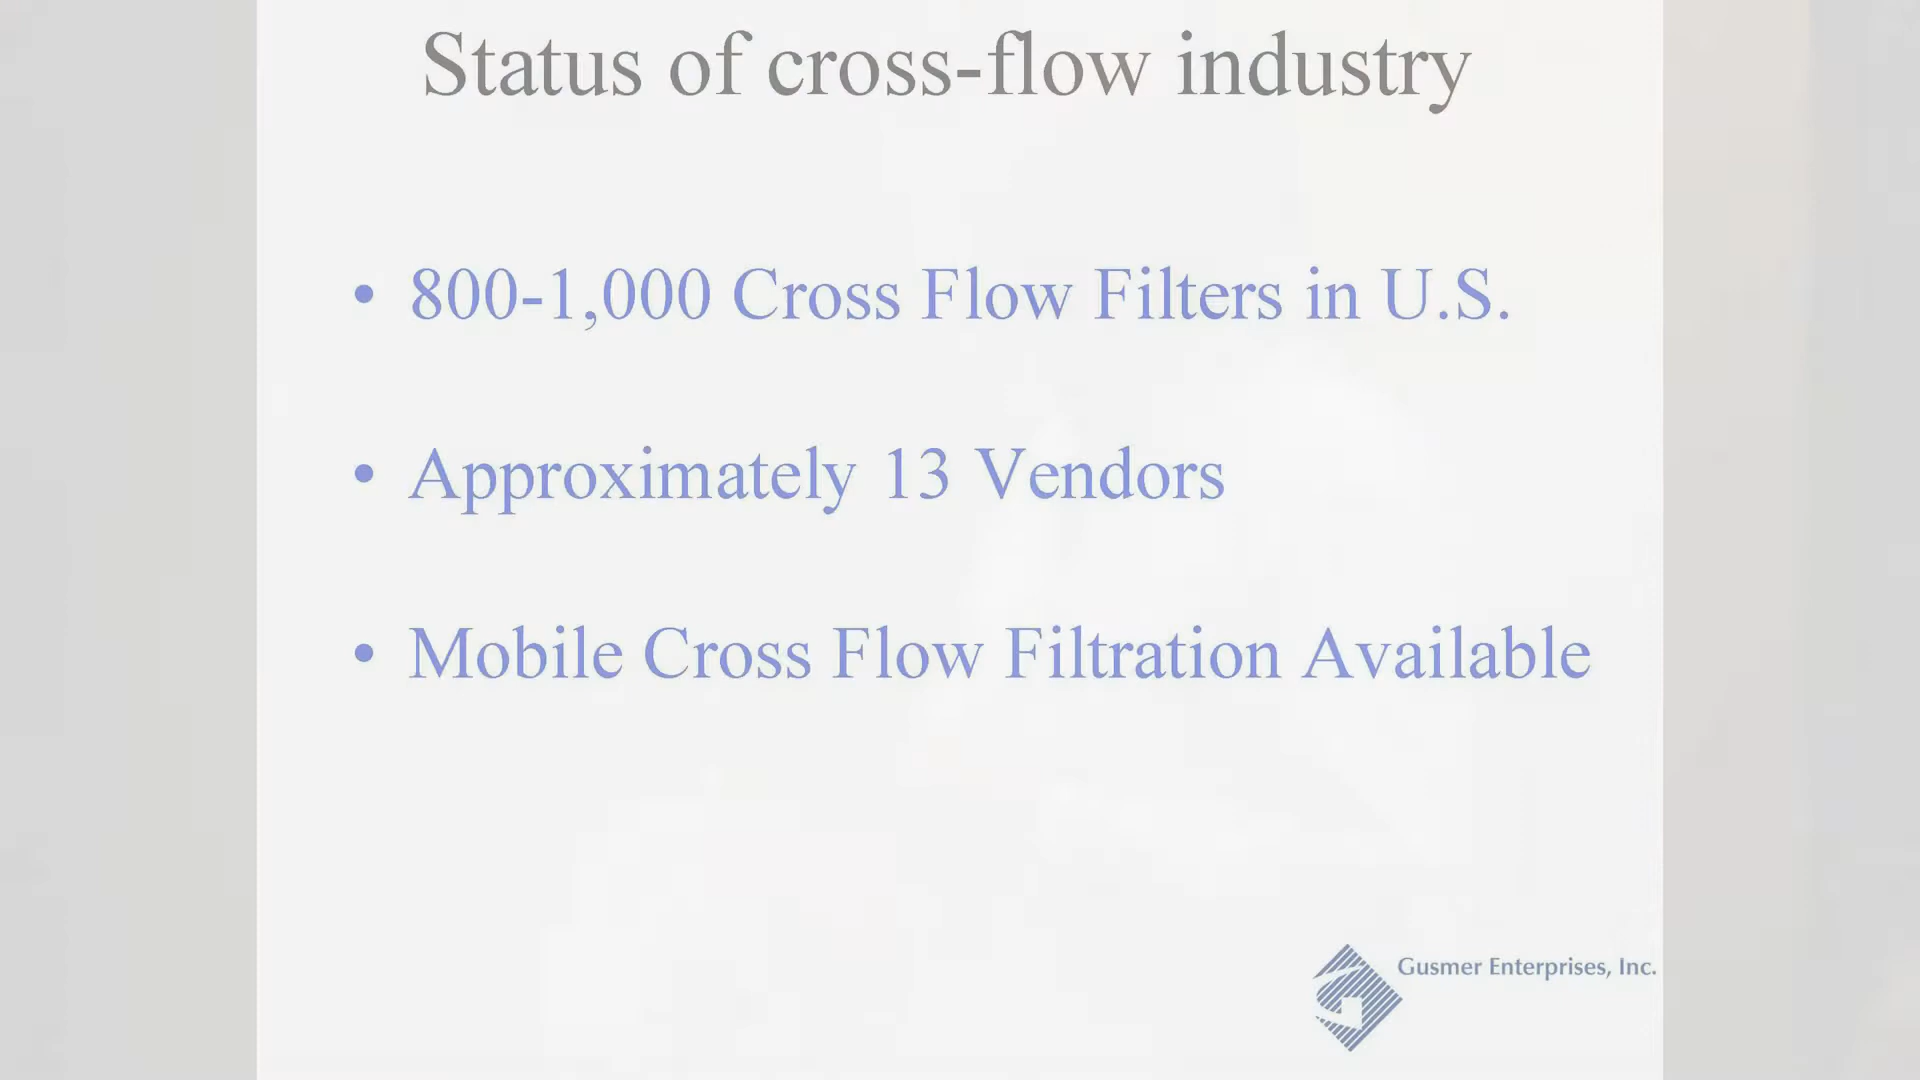 Status of cross-flow industry
• 800-1,000 Cross Flow Filters in U.S.
• Approximately 13 Vendors
• Mobile Cross Flow Filtration Available
Gusmer Enterprises, Inc.